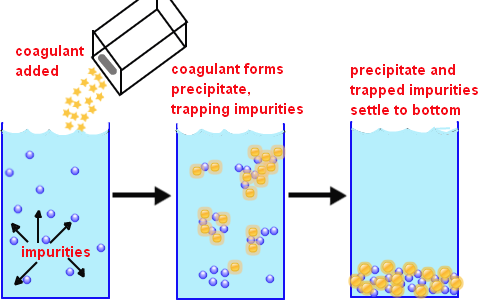 coagulant
added
coagulant forms
precipitate,
trapping impurities
precipitate and
trapped impurities
settle to bottom
impurities